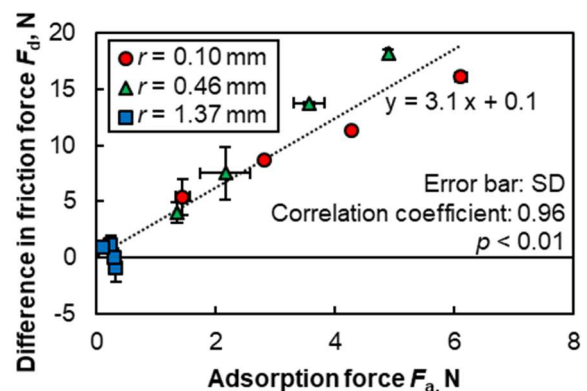 Difference in friction force Fd, N
20
15
10
5
0
-5
r = 0.10 mm
r = 0.46 mm
r = 1.37 mm
y = 3.1 x + 0.1
Error bar: SD
Correlation coefficient: 0.96
p < 0.01
0 2 4 6 8
Adsorption force Fa, N